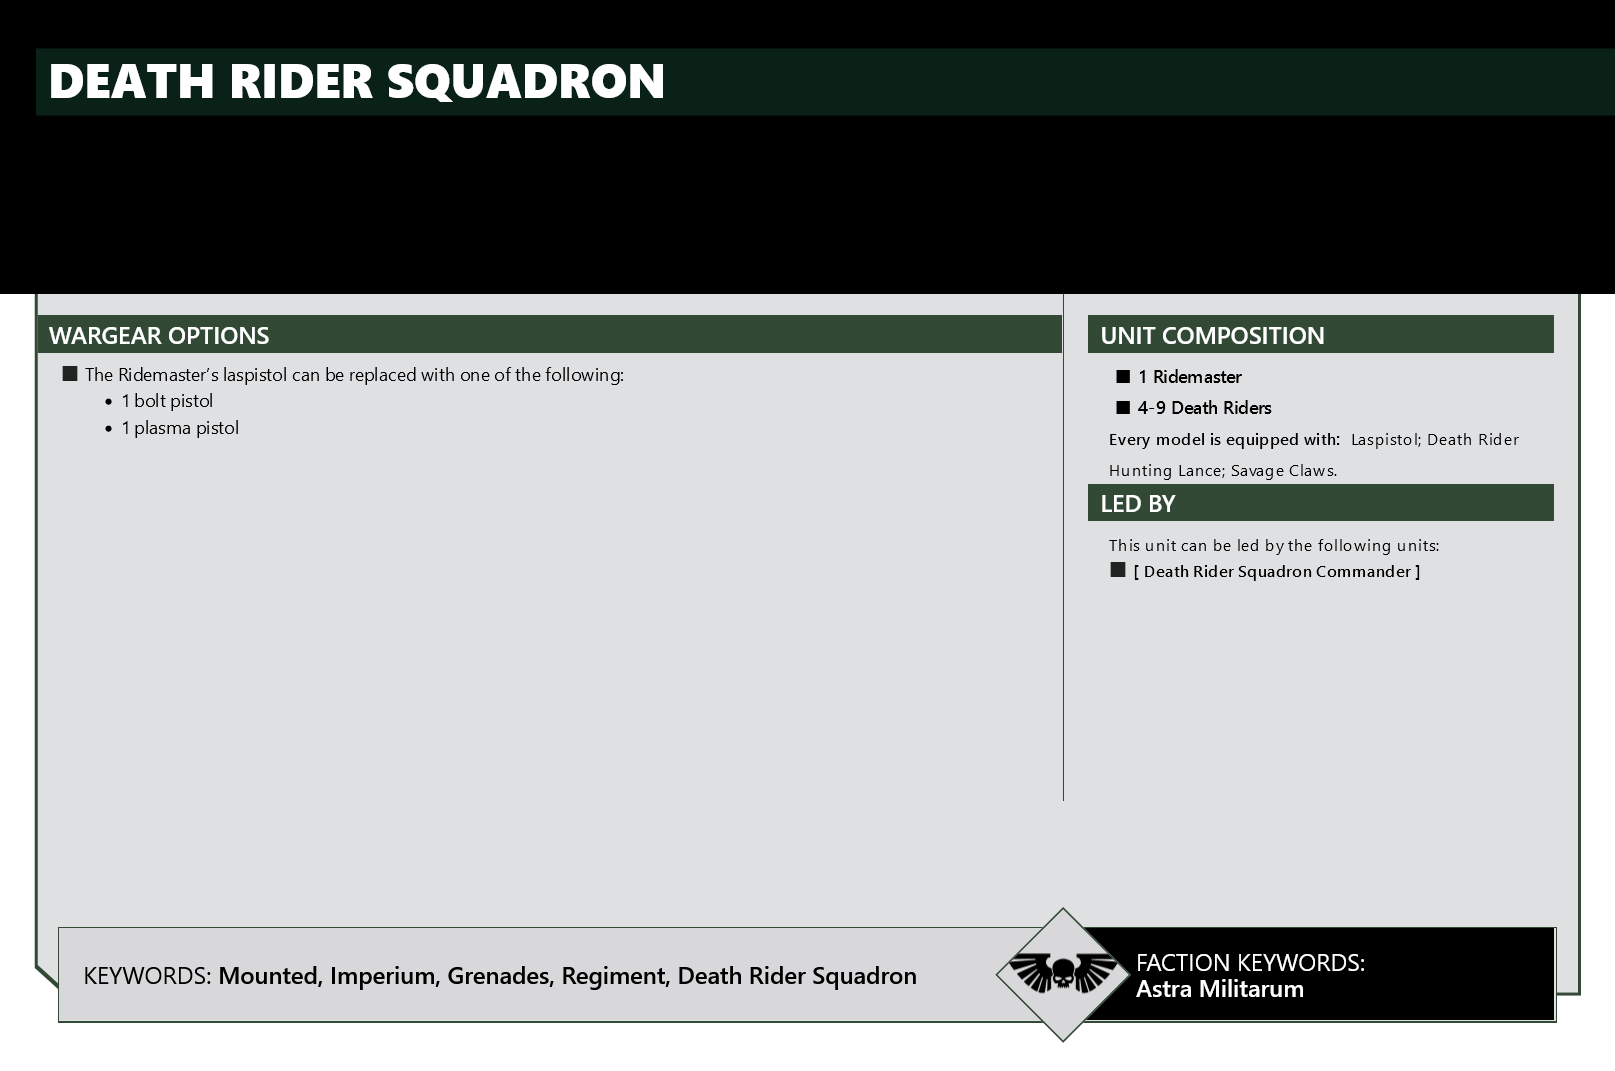 DEATH RIDER SQUADRON
WARGEAR OPTIONS
■ The Ridemaster’s laspistol can be replaced with one of the following:
• 1 bolt pistol
• 1 plasma pistol
UNIT COMPOSITION
■ 1 Ridemaster
■ 4-9 Death Riders
Every model is equipped with: Laspistol; Death Rider
Hunting Lance; Savage Claws.
LED BY
This unit can be led by the following units:
■ [ Death Rider Squadron Commander ]
KEYWORDS: Mounted, Imperium, Grenades, Regiment, Death Rider Squadron
FACTION KEYWORDS:
Astra Militarum